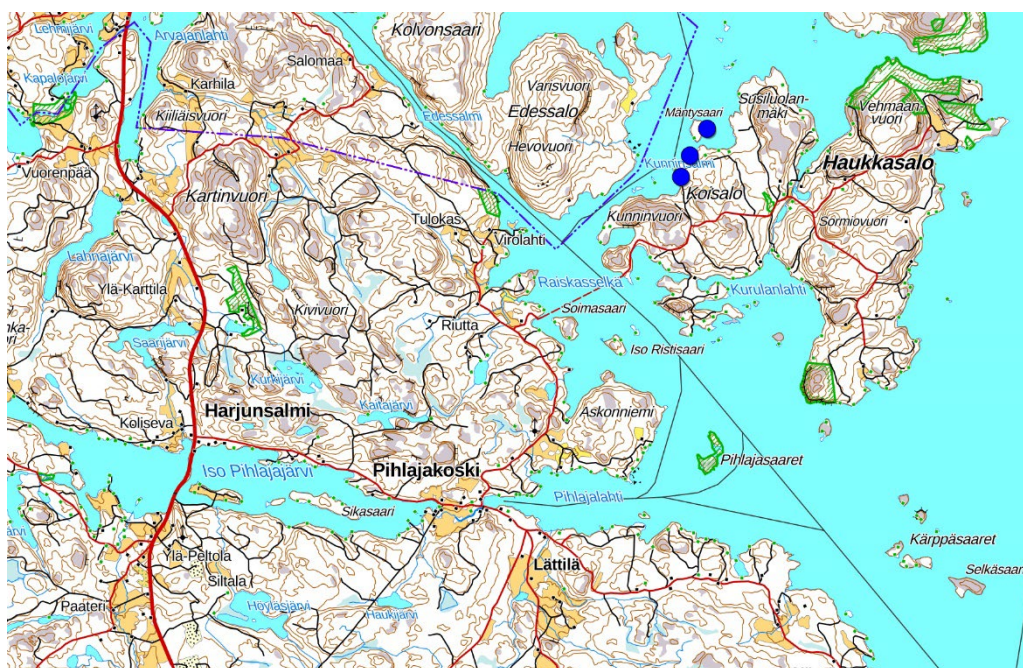 Lehmijärvi
Arvajanlahti
Kolvonsaari
Salomaa
Kapalojärvi
Karhila
Varisvuori
Susiluolan-
mäki
Mäntysaari
Vehmaan-
vuori
Kiiliäisvuori
Edessalmi
Edessalo
Hevovuori
Vuorenpää
Kunninsalmi
Haukkasalo
Kartinvuori
Koisalo
Tulokas
Kunninvuori
Sormiovuori
Virolahti
Lahnajärvi
Ylä-Karttila
Raiskasselkä
Kurulanlahti
Kivivuori
Soimasaari
Riutta
Saarijärvi
Iso Ristisaari
Kurkijärvi
Kaitajärvi
Harjunsalmi
Askonniemi
Koliseva
Iso Pihlajajärvi
Pihlajakoski
Pihlajasaaret
Pihlajalahti
Sikasaari
Kärppäsaaret
Ylä-Peltola
Selkäsaar
Siltala
Lättilä
Paateri
Höyläsjärvi
Haukijärvi